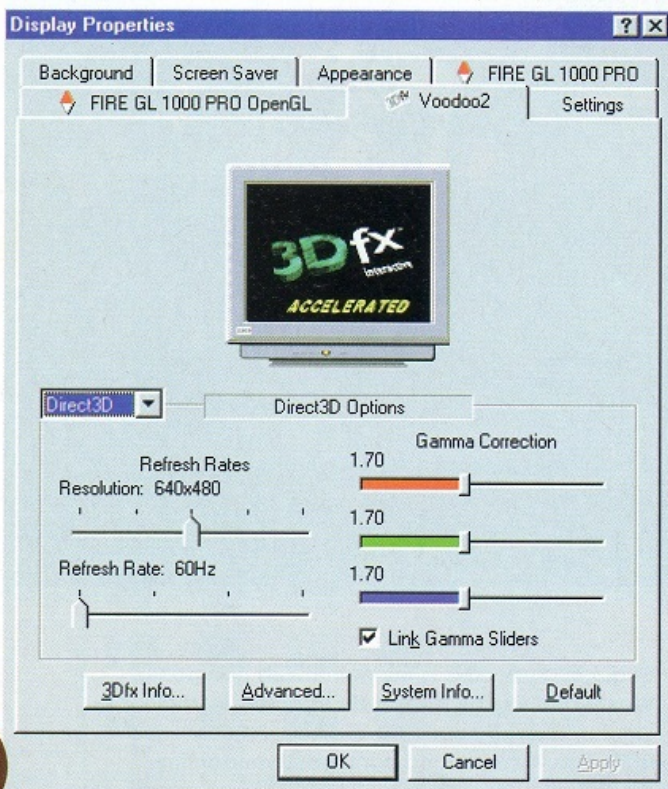 Display Properties
Background Screen Saver Appearance FIRE GL 1000 PRO
FIRE GL 1000 PRO OpenGL Voodoo2 Settings
3Dfx
interactive
ACCELERATED
Direct3D
Direct3D Options
Refresh Rates
Resolution: 640x480
Refresh Rate: 60Hz
Gamma Correction
1.70
1.70
1.70
Link Gamma Sliders
3Dfx Info... Advanced... System Info... Default
OK Cancel Apply